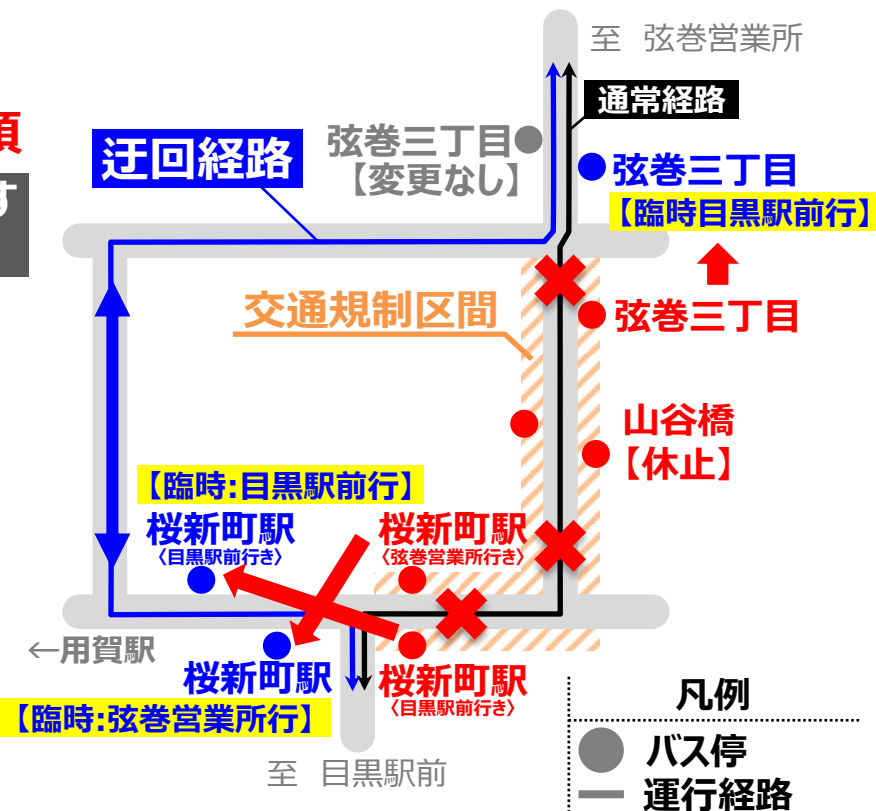 至 弦巻営業所
通常経路
項
す
迂回経路
弦巻三丁目
【変更なし】
弦巻三丁目
【臨時目黒駅前行】
交通規制区間
弦巻三丁目
山谷橋
【休止】
【臨時:目黒駅前行】
桜新町駅
〈目黒駅前行き〉
桜新町駅
〈弦巻営業所行き〉
←用賀駅
桜新町駅
【臨時:弦巻営業所行】
桜新町駅
〈目黒駅前行き〉
至 目黒駅前
凡例
バス停
運行経路